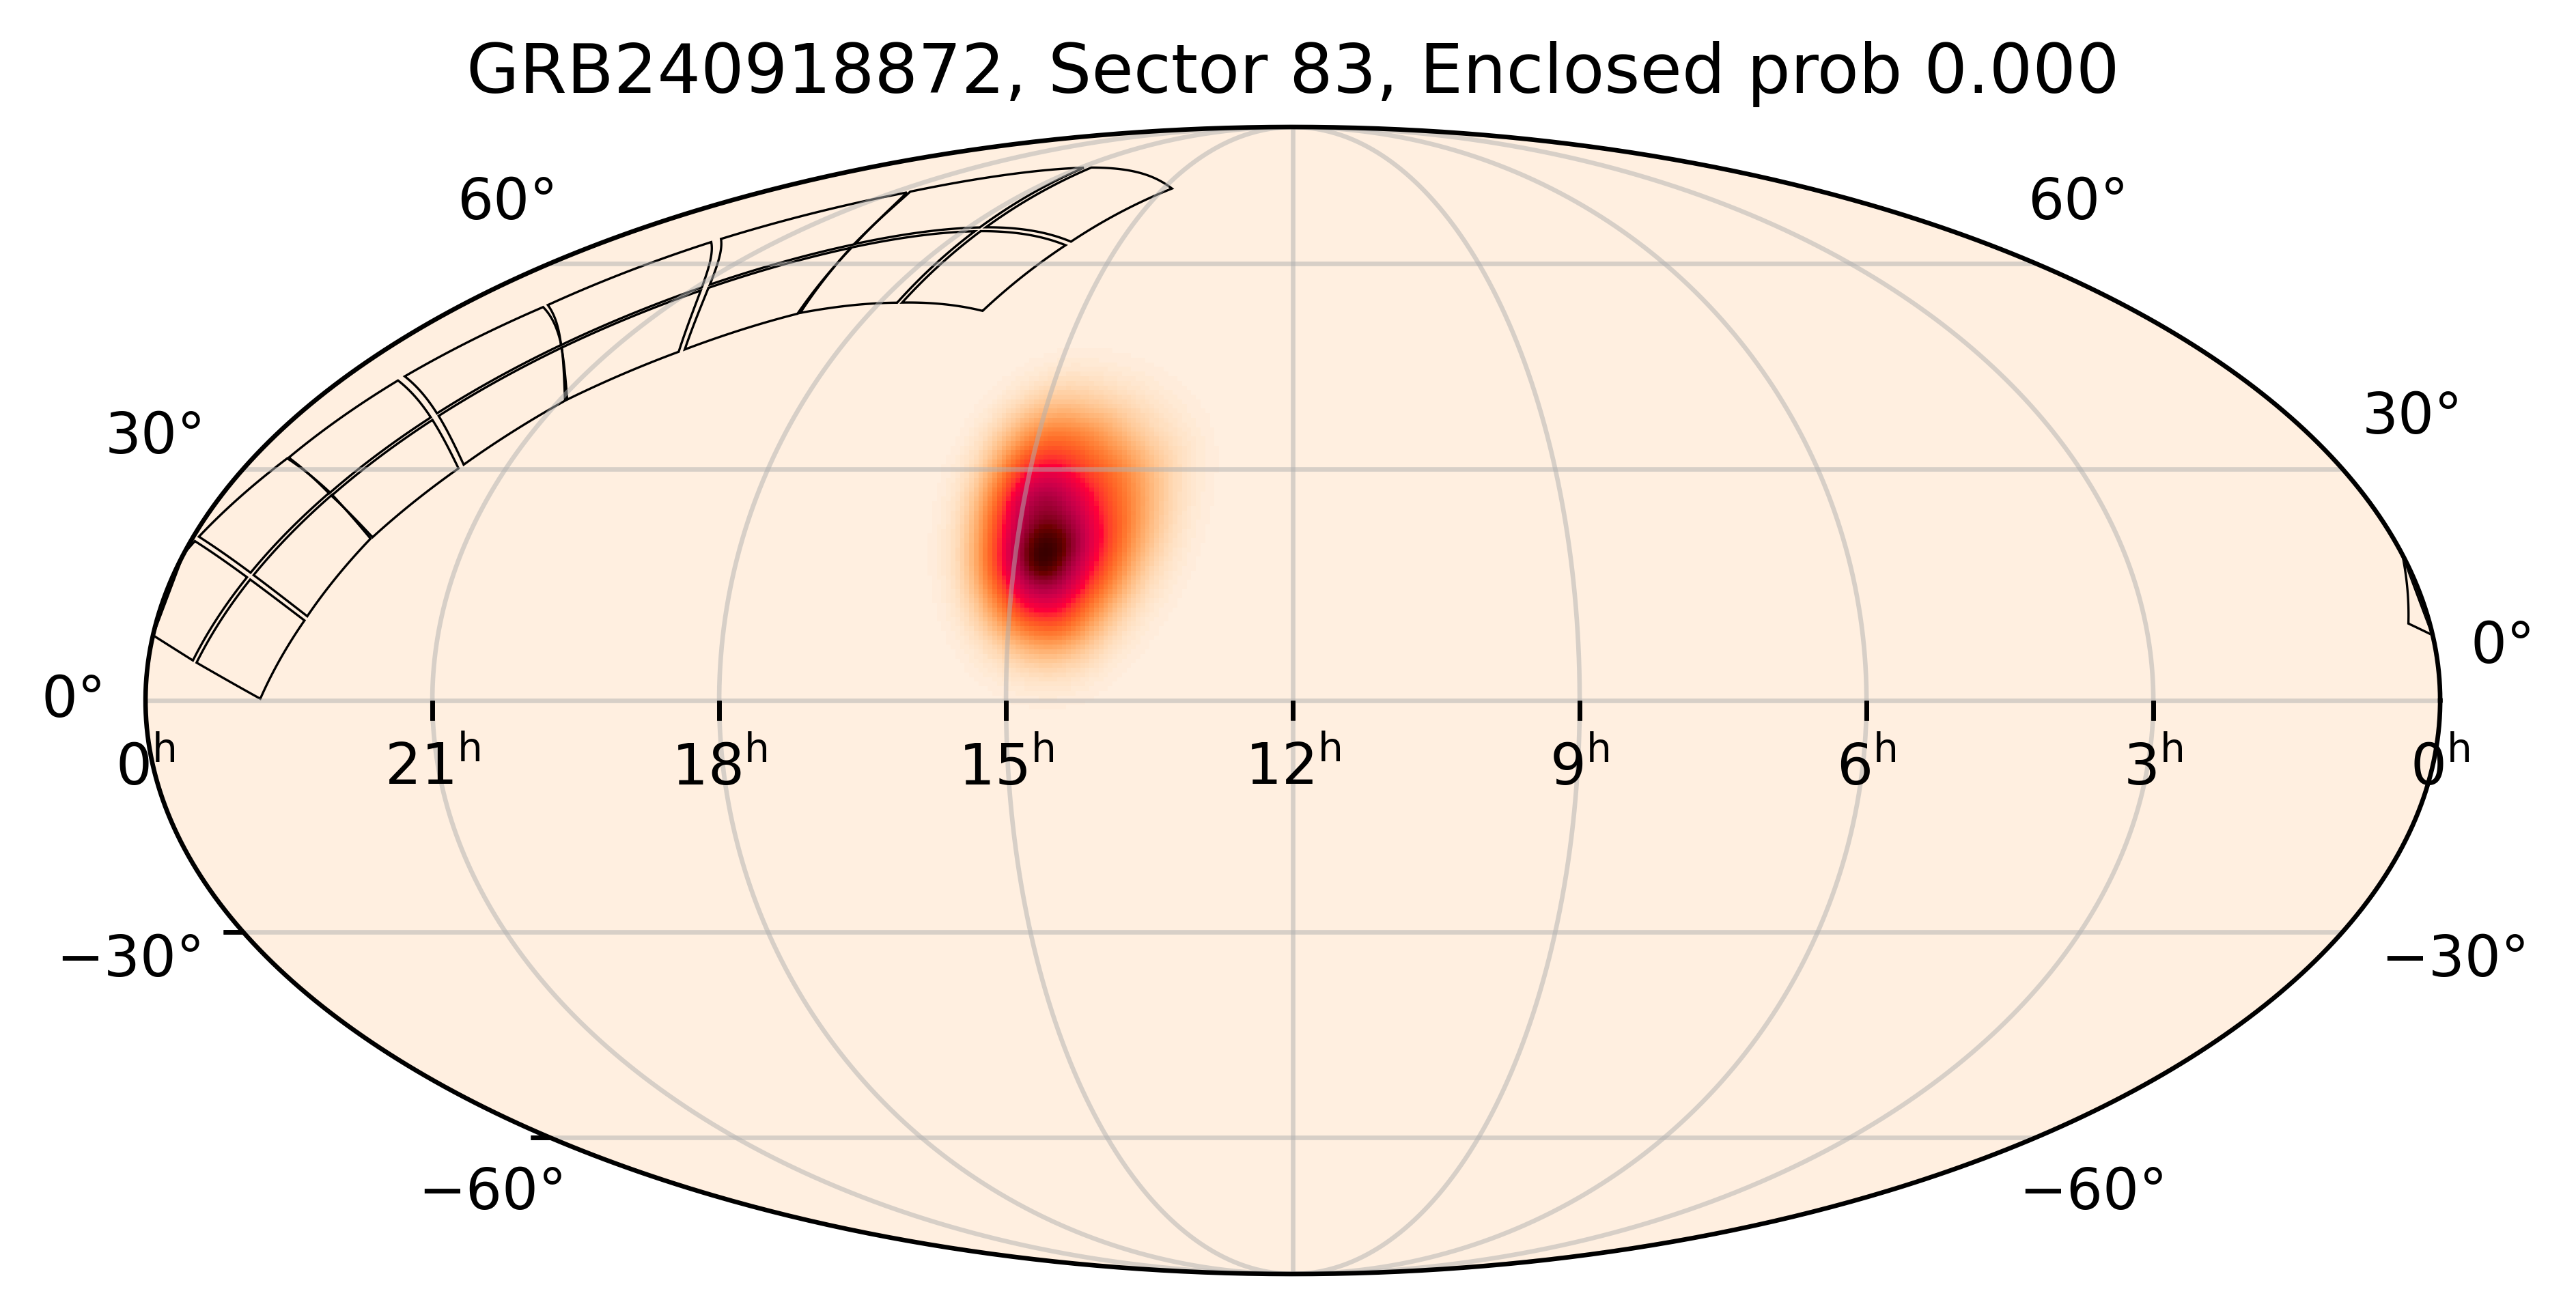 GRB240918872, Sector 83, Enclosed prob 0.000
60° 60°
30° 30°
0° 0°
0ʰ 21ʰ 18ʰ 15ʰ 12ʰ 9ʰ 6ʰ 3ʰ 0ʰ
−30° −30°
−60° −60°